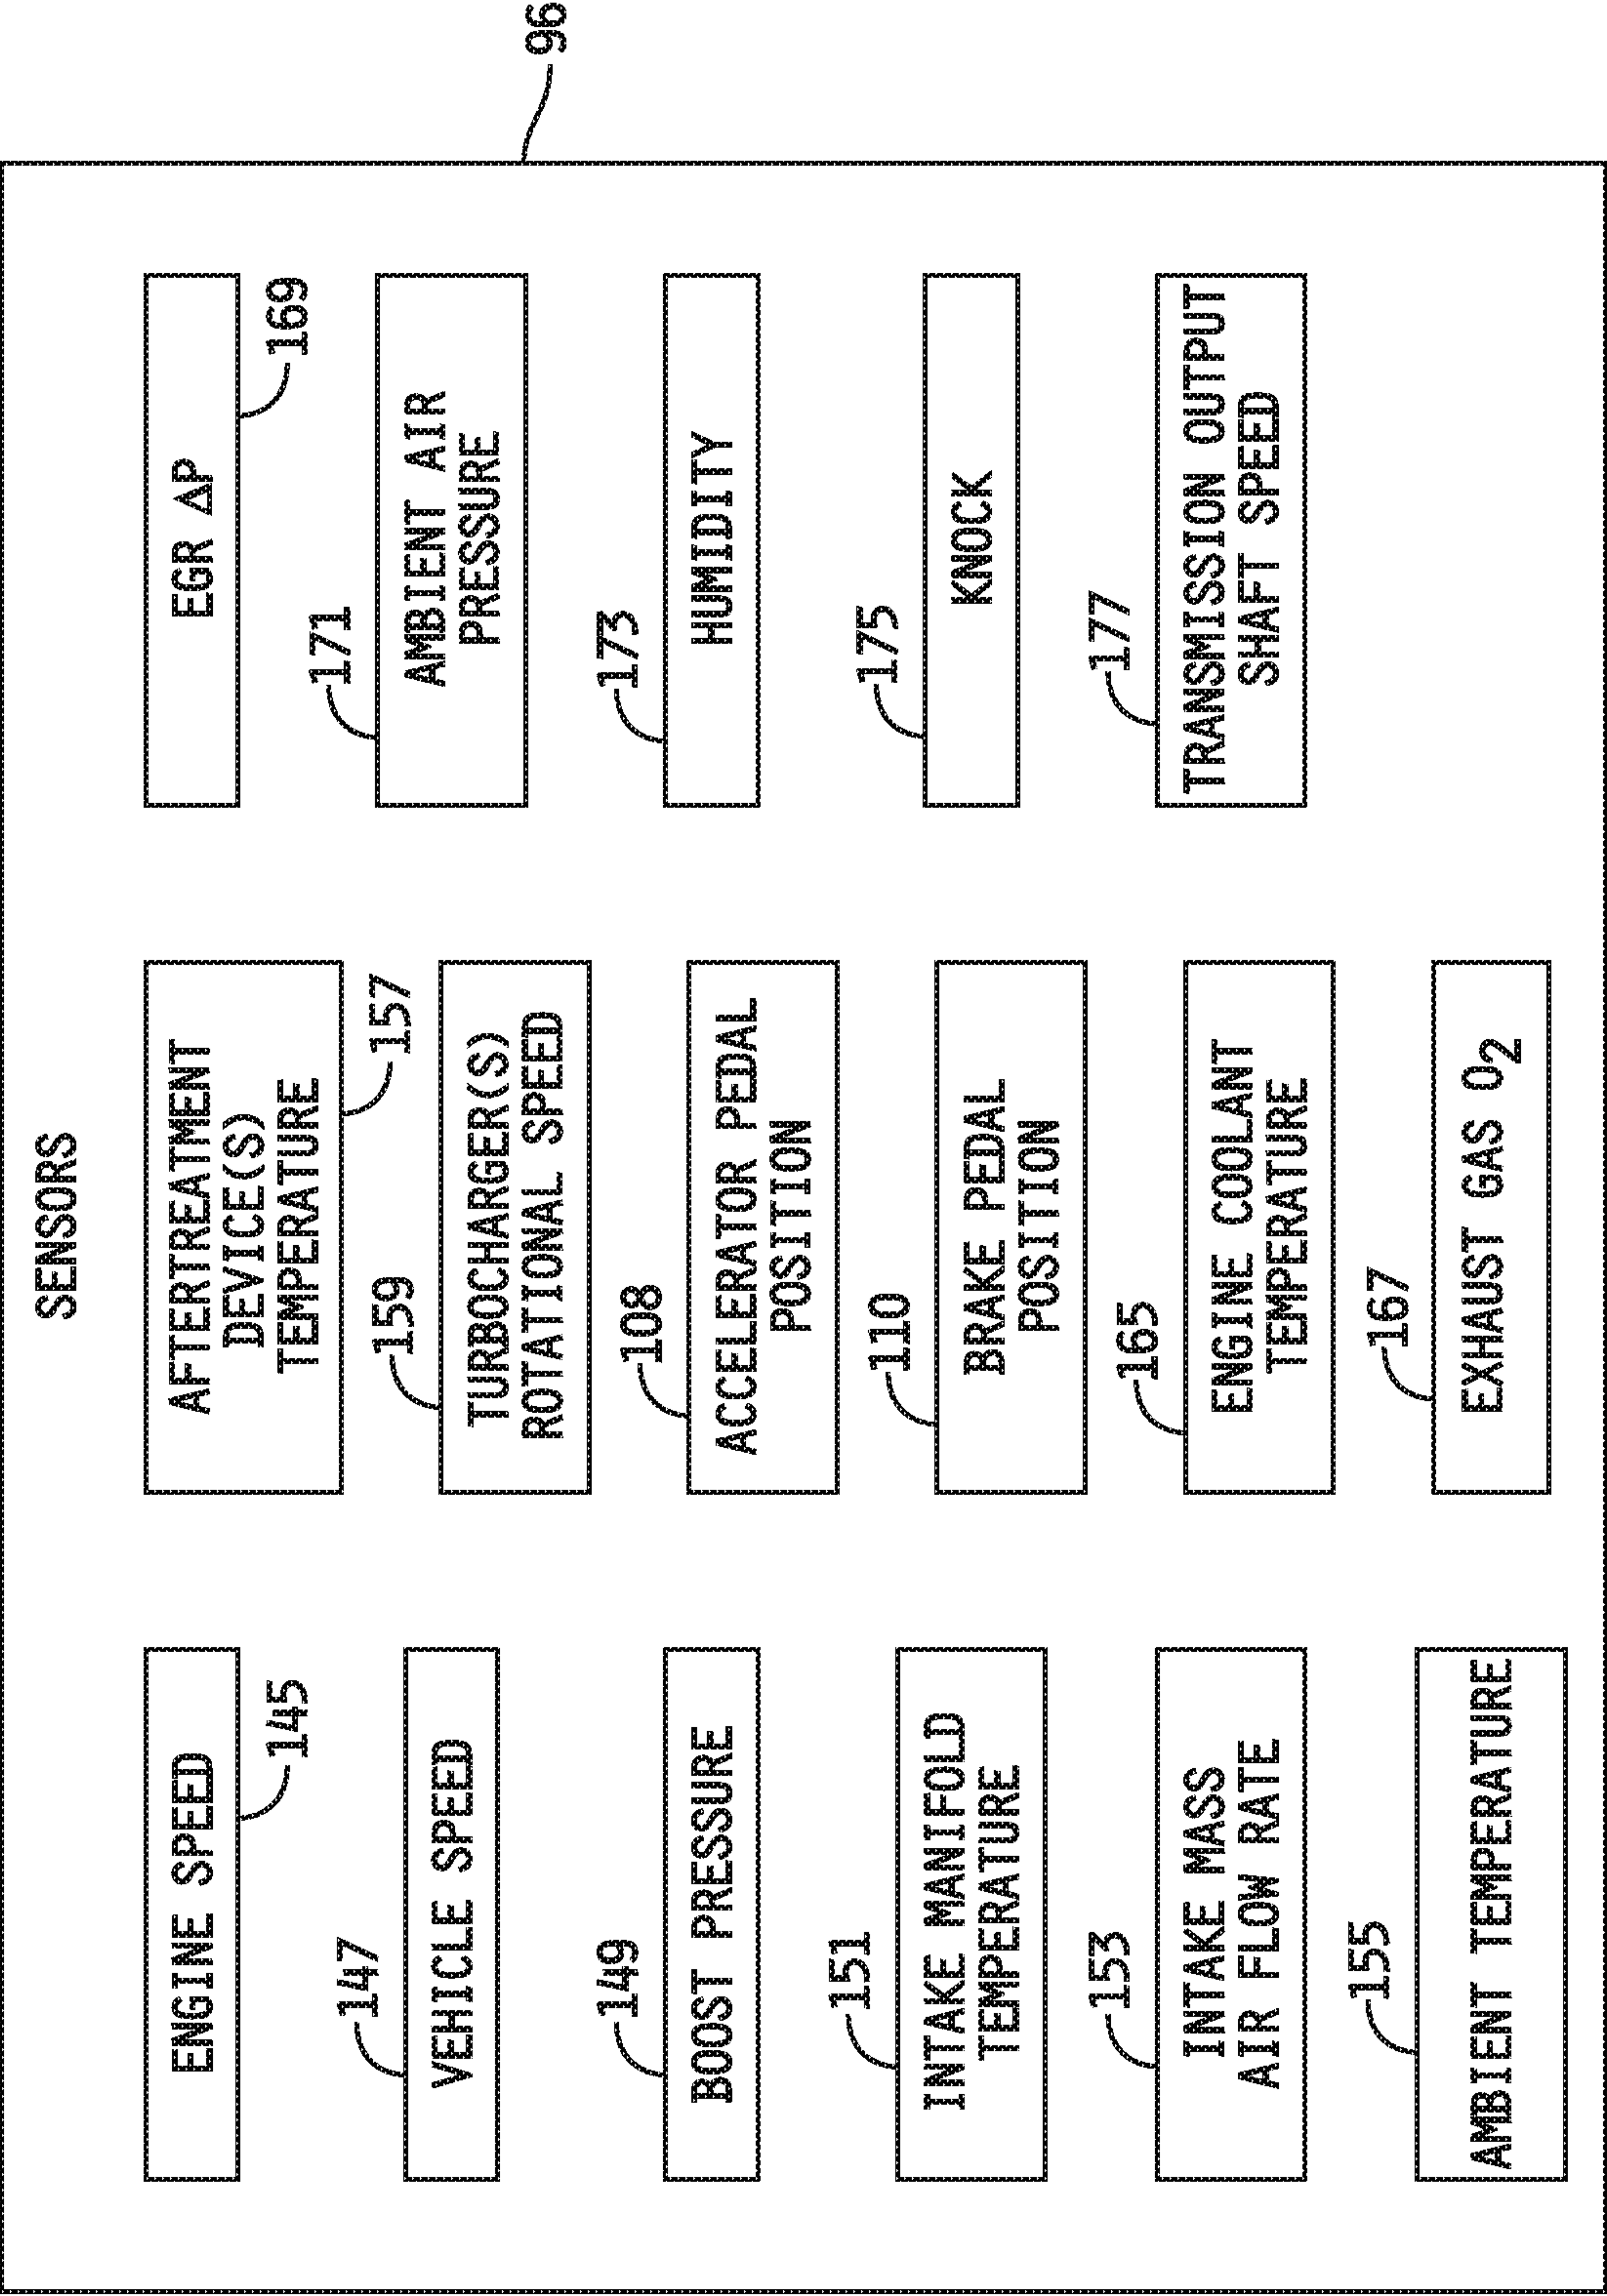 SENSORS
96
ENGINE SPEED
145
147
VEHICLE SPEED
149
BOOST PRESSURE
151
INTAKE MANIFOLD
TEMPERATURE
153
INTAKE MASS
AIR FLOW RATE
155
AMBIENT TEMPERATURE
AFTERTREATMENT
DEVICE(S)
TEMPERATURE
157
159
TURBOCHARGER(S)
ROTATIONAL SPEED
108
ACCELERATOR PEDAL
POSITION
110
BRAKE PEDAL
POSITION
165
ENGINE COOLANT
TEMPERATURE
167
EXHAUST GAS O₂
EGR ΔP
169
171
AMBIENT AIR
PRESSURE
173
HUMIDITY
175
KNOCK
177
TRANSMISSION OUTPUT
SHAFT SPEED